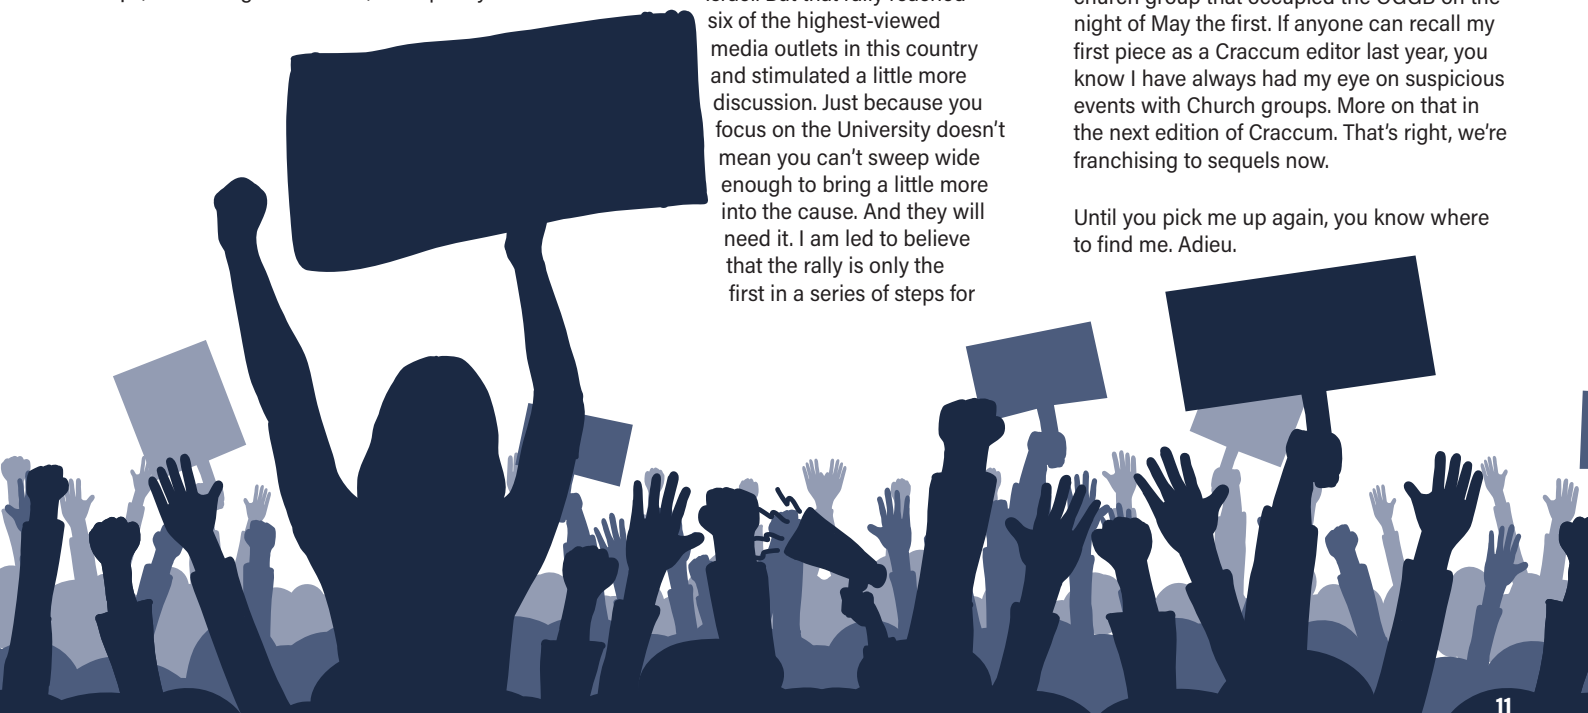 six of the highest-viewed
media outlets in this country
and stimulated a little more
discussion. Just because you
focus on the University doesn't
mean you can't sweep wide
enough to bring a little more
into the cause. And they will
need it. I am led to believe
that the rally is only the
first in a series of steps for
night of May the first. If anyone can recall my
first piece as a Craccum editor last year, you
know I have always had my eye on suspicious
events with Church groups. More on that in
the next edition of Craccum. That's right, we're
franchising to sequels now.
Until you pick me up again, you know where
to find me. Adieu.
11